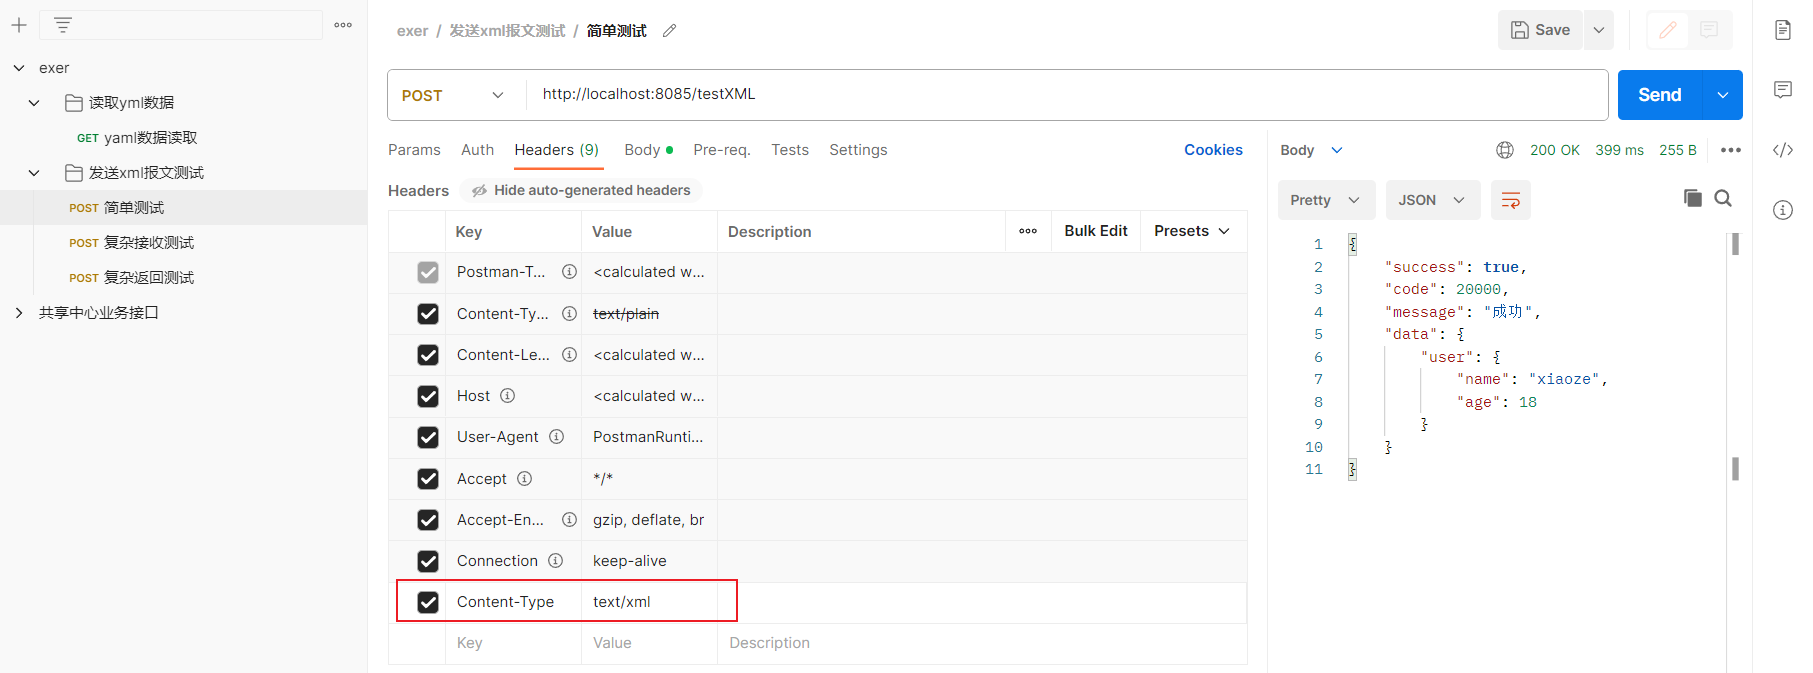 exer
读取yml数据
GET yaml数据读取
发送xml报文测试
POST 简单测试
POST 复杂接收测试
POST 复杂返回测试
共享中心业务接口
exer / 发送xml报文测试 / 简单测试
Save
POST http://localhost:8085/testXML
Send
Params Auth Headers (9) Body Pre-req. Tests Settings Cookies
Headers Hide auto-generated headers
Key Value Description Bulk Edit Presets
Postman-T... <calculated w...
Content-Ty... text/plain
Content-Le... <calculated w...
Host <calculated w...
User-Agent PostmanRunti...
Accept */*
Accept-En... gzip, deflate, br
Connection keep-alive
Content-Type text/xml
Key Value Description
Body 200 OK 399 ms 255 B
Pretty JSON
1 {
2 "success": true,
3 "code": 20000,
4 "message": "成功",
5 "data": {
6 "user": {
7 "name": "xiaoze",
8 "age": 18
9 }
10 }
11 }